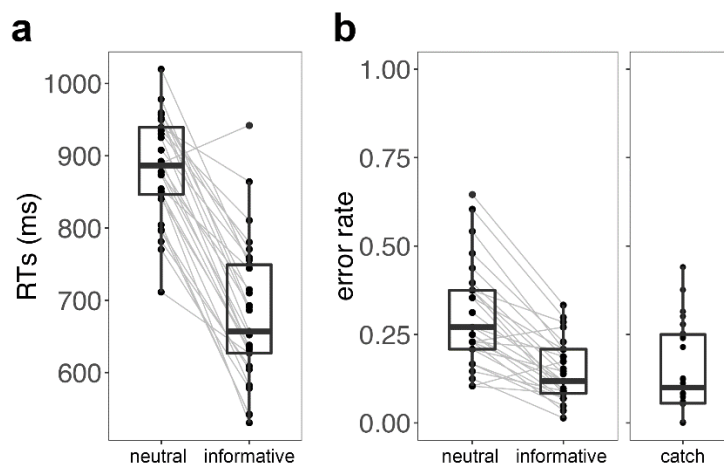 a
RTs (ms)
1000
900
800
700
600
neutral informative
b
error rate
1.00
0.75
0.50
0.25
0.00
neutral informative catch